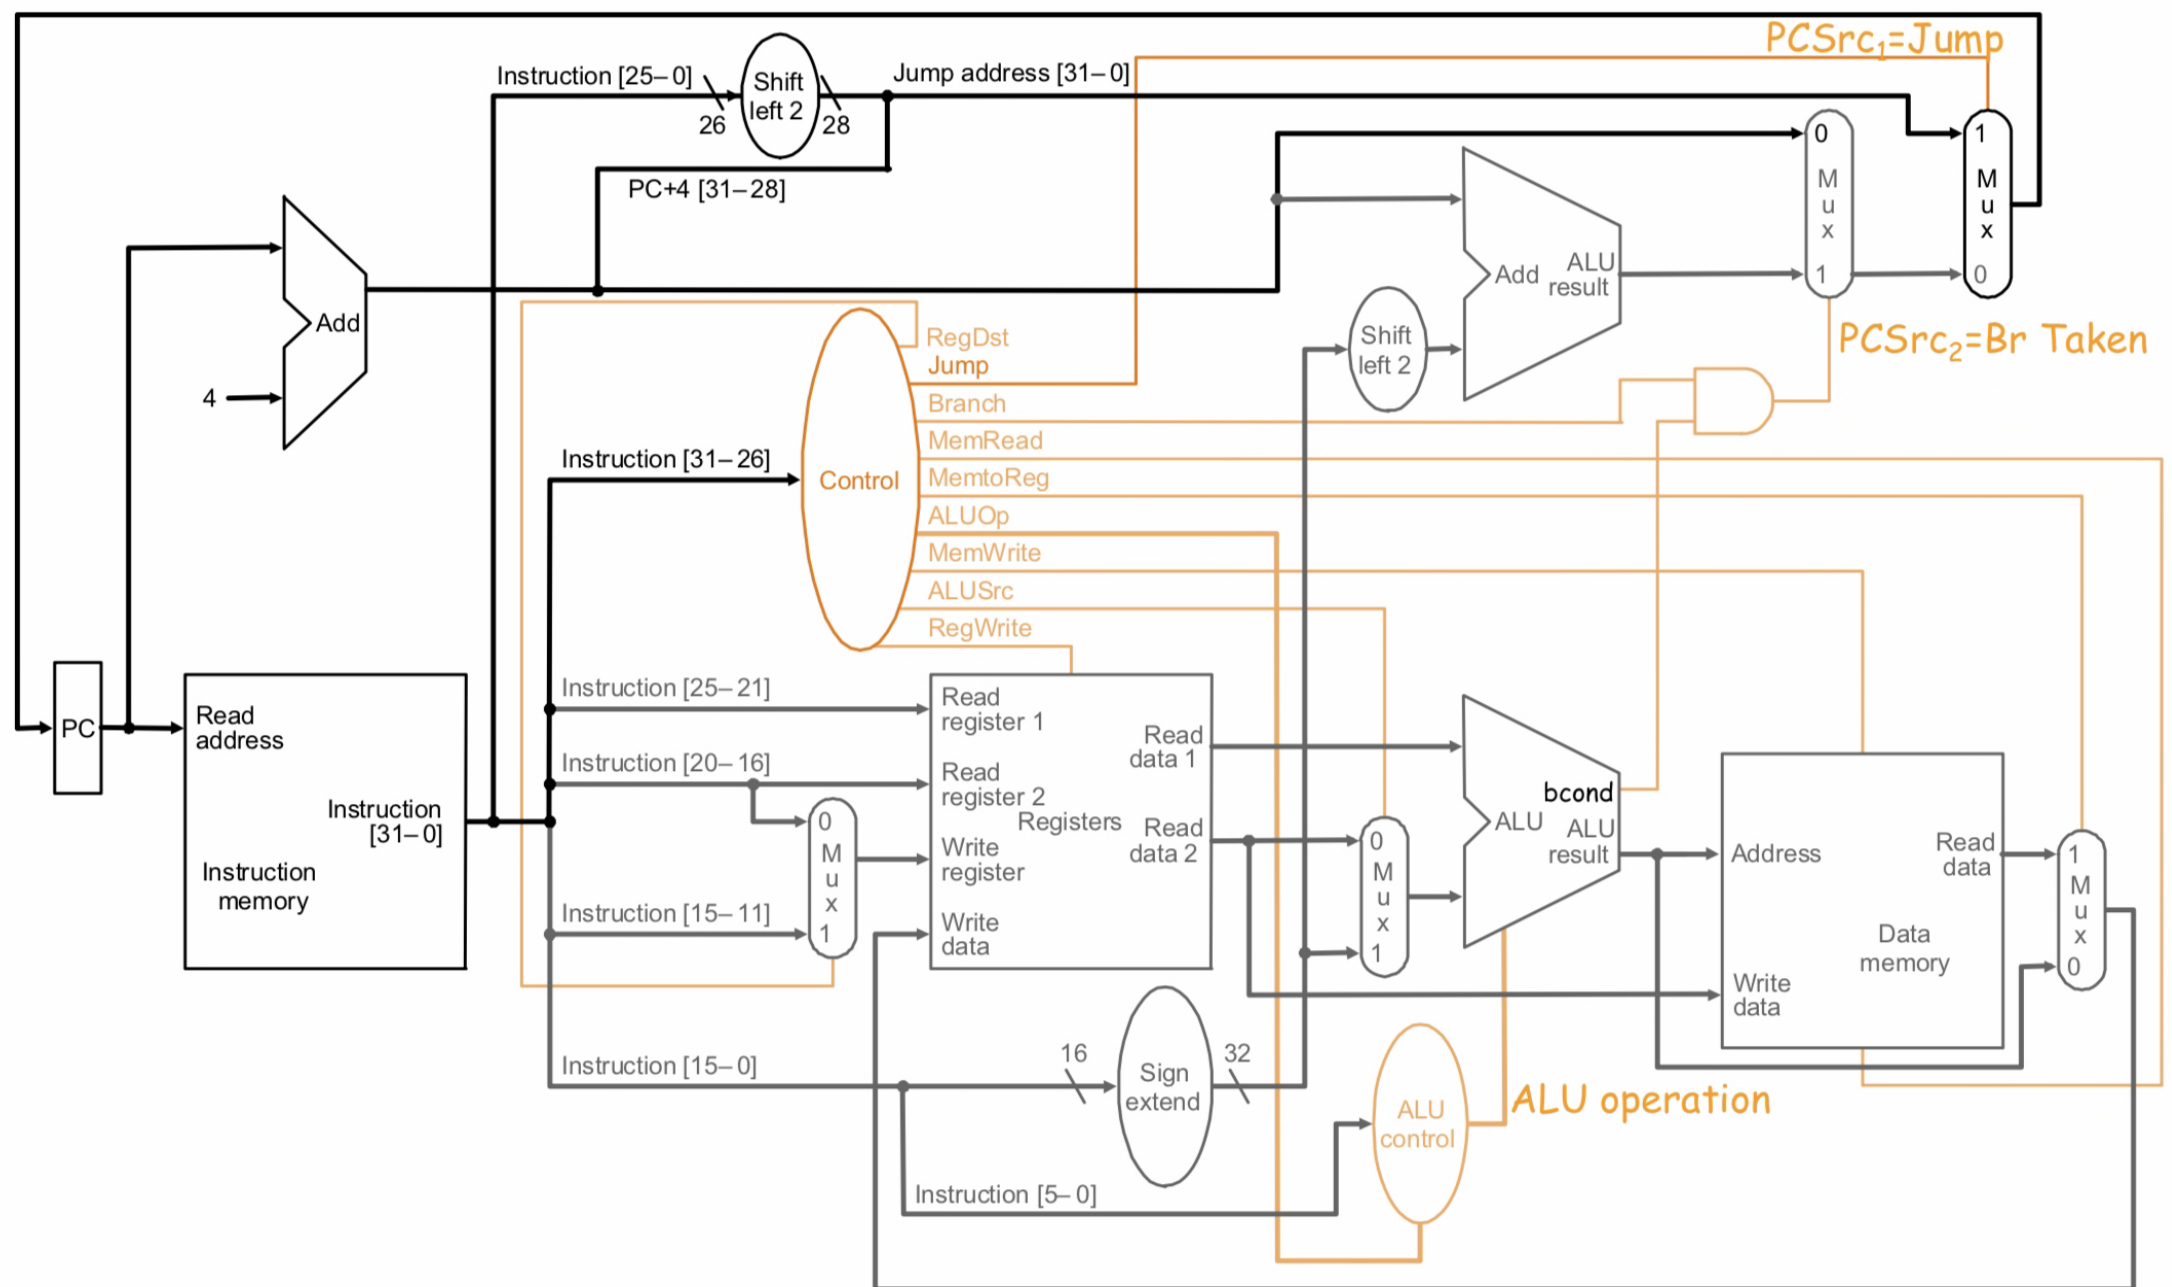 PCSrc₁=Jump
Instruction [25–0]
Shift
left 2
Jump address [31–0]
26
28
PC+4 [31–28]
0
M
u
x
1
1
M
u
x
0
Add
ALU
result
Add
4
Shift
left 2
PCSrc₂=Br Taken
RegDst
Jump
Branch
MemRead
MemtoReg
ALUOp
MemWrite
ALUSrc
RegWrite
Instruction [31–26]
Control
PC
Read
address
Instruction
[31–0]
Instruction
memory
Instruction [25–21]
Instruction [20–16]
Instruction [15–11]
0
M
u
x
1
Read
register 1
Read
register 2
Registers
Write
register
Write
data
Read
data 1
Read
data 2
0
M
u
x
1
bcond
ALU
ALU
result
Address
Read
data
Data
memory
Write
data
1
M
u
x
0
Instruction [15–0]
16
Sign
extend
32
ALU
control
ALU operation
Instruction [5–0]